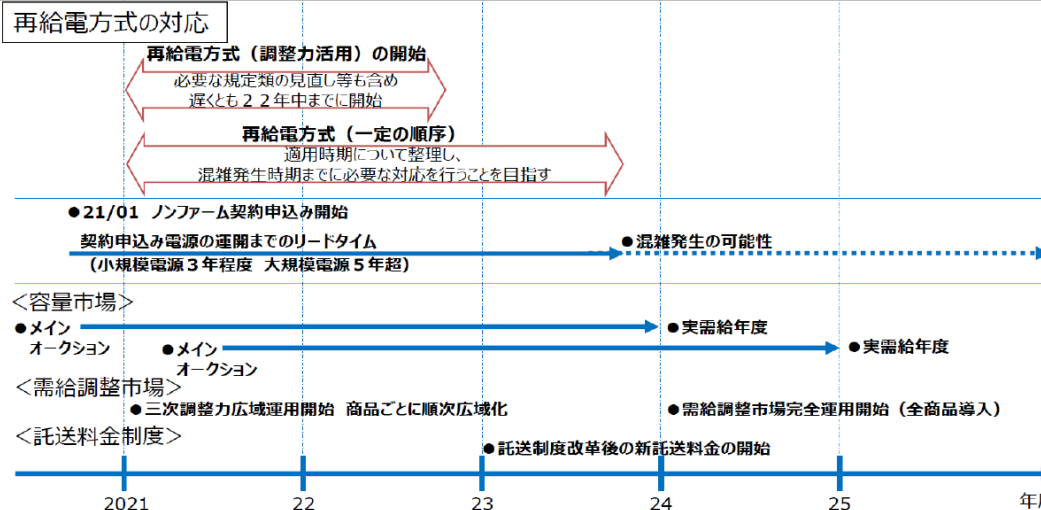 再給電方式の対応
再給電方式（調整力活用）の開始
必要な規定類の見直し等も含め
遅くとも２２年中までに開始
再給電方式（一定の順序）
適用時期について整理し、
混雑発生時期までに必要な対応を行うことを目指す
●21/01 ノンファーム契約申込み開始
契約申込み電源の運開までのリードタイム
（小規模電源３年程度 大規模電源５年超）
●混雑発生の可能性
＜容量市場＞
●メイン
オークション
●実需給年度
●メイン
オークション
●実需給年度
＜需給調整市場＞
●三次調整力広域運用開始 商品ごとに順次広域化
●需給調整市場完全運用開始（全商品導入）
＜託送料金制度＞
●託送制度改革後の新託送料金の開始
2021
22
23
24
25
年度